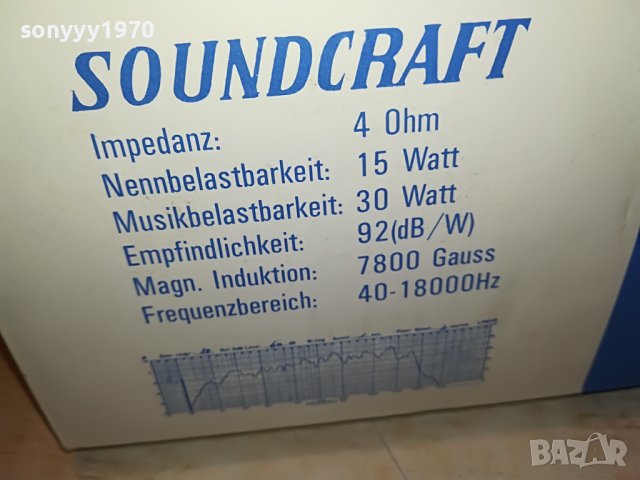 sonyyy1970
SOUNDCRAFT
Impedanz: 4 Ohm
Nennbelastbarkeit: 15 Watt
Musikbelastbarkeit: 30 Watt
Empfindlichkeit: 92(dB/W)
Magn. Induktion: 7800 Gauss
Frequenzbereich: 40-18000Hz
BAZAR